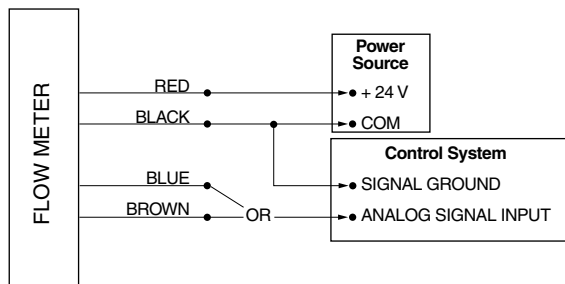 FLOW METER
Power
Source
RED
+ 24 V
BLACK
COM
Control System
BLUE
SIGNAL GROUND
BROWN
OR
ANALOG SIGNAL INPUT